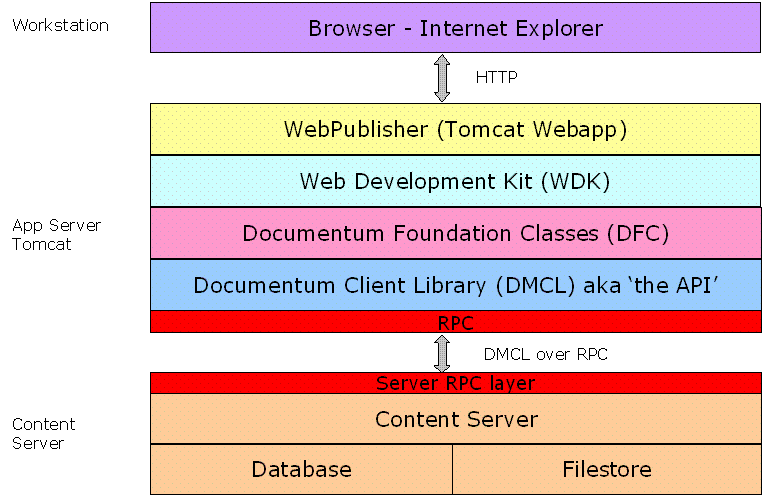 Workstation
Browser - Internet Explorer
HTTP
WebPublisher (Tomcat Webapp)
Web Development Kit (WDK)
App Server
Tomcat
Documentum Foundation Classes (DFC)
Documentum Client Library (DMCL) aka ‘the API’
RPC
DMCL over RPC
Server RPC layer
Content
Server
Content Server
Database
Filestore